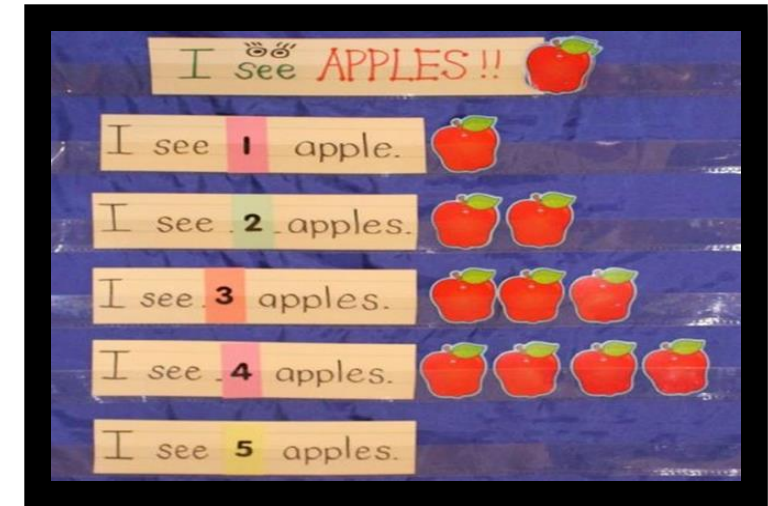 I see APPLES!!
I see 1 apple.
I see 2 apples.
I see 3 apples.
I see 4 apples.
I see 5 apples.